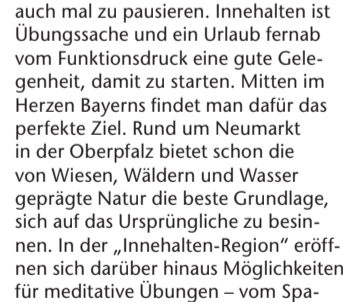 auch mal zu pausieren. Innehalten ist
Übungssache und ein Urlaub fernab
vom Funktionsdruck eine gute Gele-
genheit, damit zu starten. Mitten im
Herzen Bayerns findet man dafür das
perfekte Ziel. Rund um Neumarkt
in der Oberpfalz bietet schon die
von Wiesen, Wäldern und Wasser
geprägte Natur die beste Grundlage,
sich auf das Ursprüngliche zu besin-
nen. In der „Innehalten-Region“ eröff-
nen sich darüber hinaus Möglichkeiten
für meditative Übungen – vom Spa-